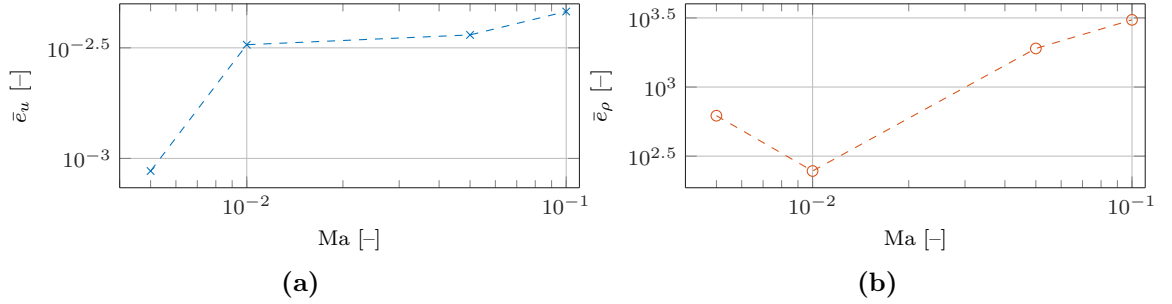 10^{-2.5}
10^{-3}
ē_u [–]
10^{-2}
10^{-1}
Ma [–]
(a)
10^{3.5}
10^{3}
10^{2.5}
ē_ρ [–]
10^{-2}
10^{-1}
Ma [–]
(b)